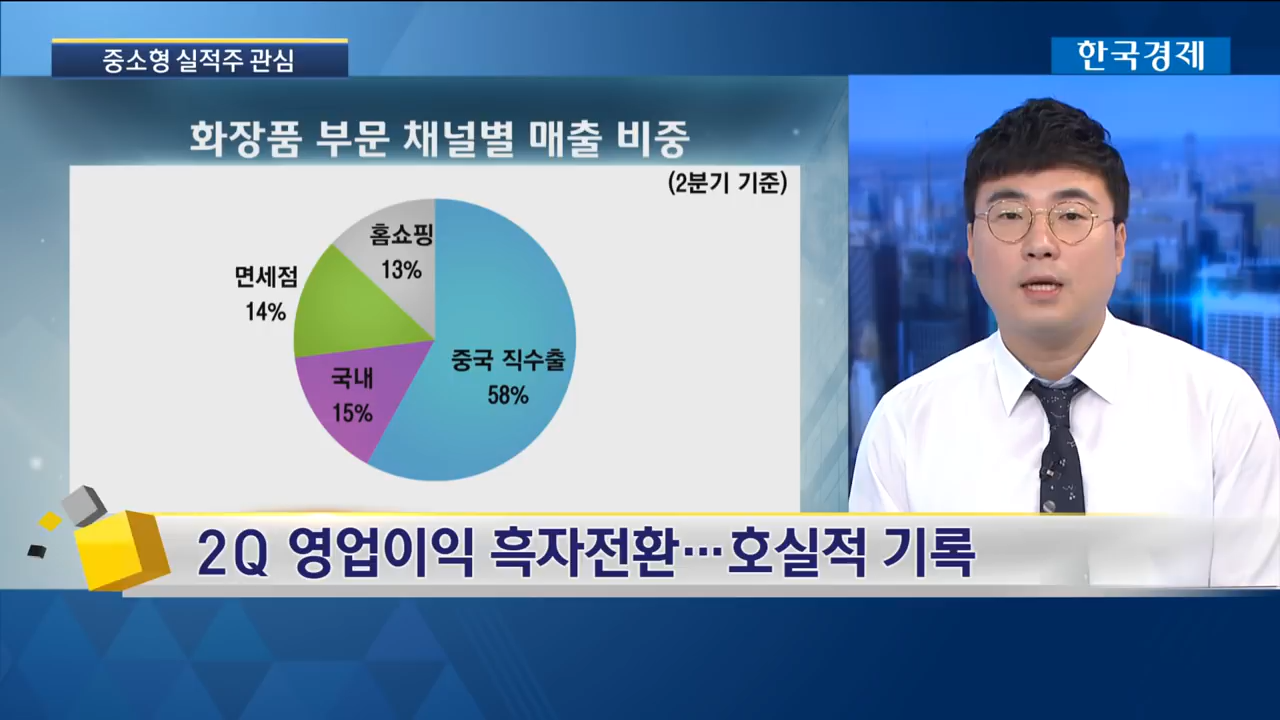 중소형 실적주 관심
한국경제
화장품 부문 채널별 매출 비중
(2분기 기준)
홈쇼핑
13%
면세점
14%
중국 직수출
58%
국내
15%
2Q 영업이익 흑자전환…호실적 기록